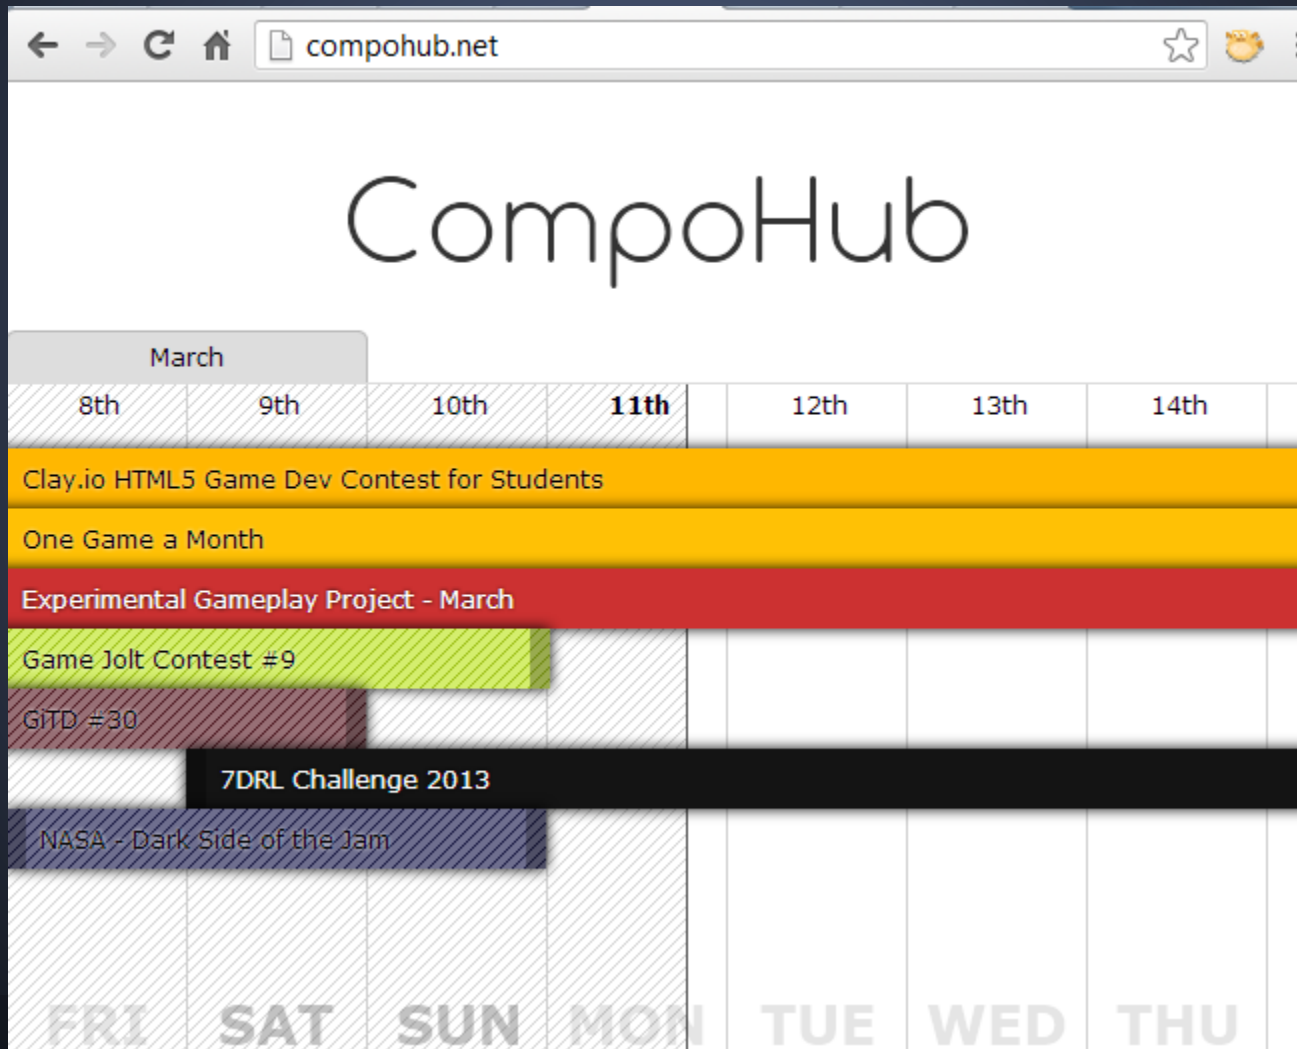 compohub.net
CompoHub
March
8th 9th 10th 11th 12th 13th 14th
Clay.io HTML5 Game Dev Contest for Students
One Game a Month
Experimental Gameplay Project - March
Game Jolt Contest #9
GiTD #30
7DRL Challenge 2013
NASA - Dark Side of the Jam
FRI SAT SUN MON TUE WED THU